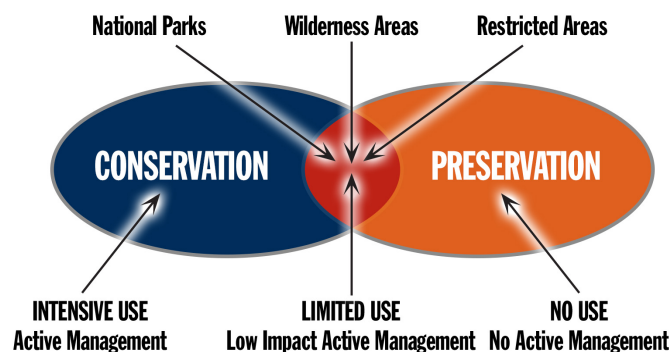 National Parks
Wilderness Areas
Restricted Areas
CONSERVATION
PRESERVATION
INTENSIVE USE
Active Management
LIMITED USE
Low Impact Active Management
NO USE
No Active Management